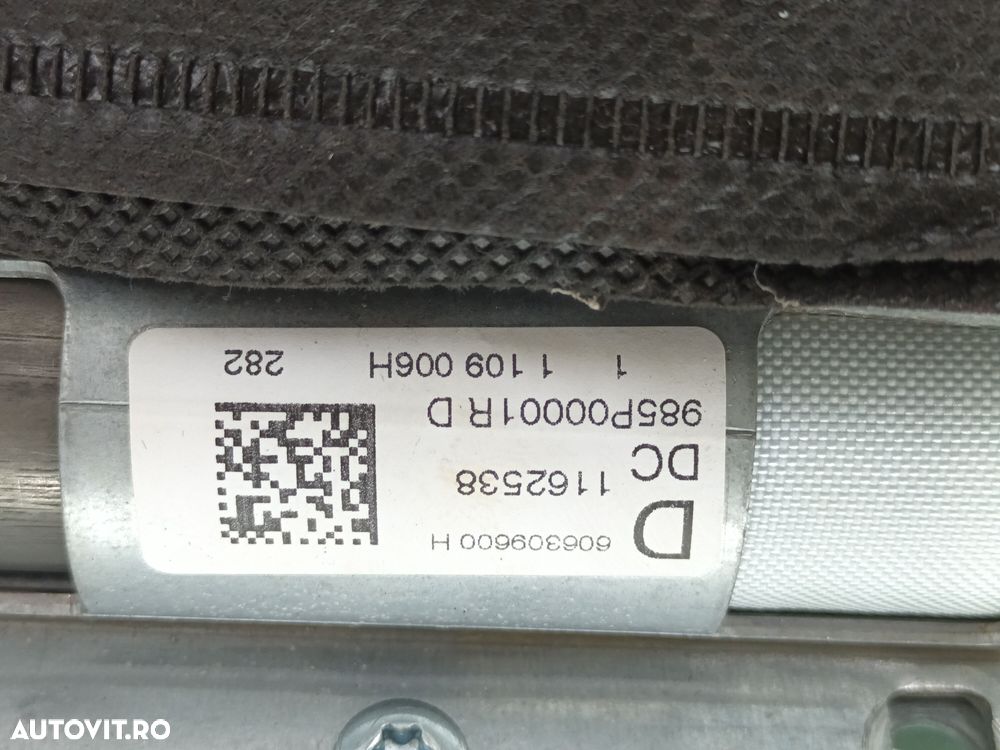 606309600 H
D 1162538
DC
985P00001R D
1 1 109 006H 282
AUTOVIT.RO